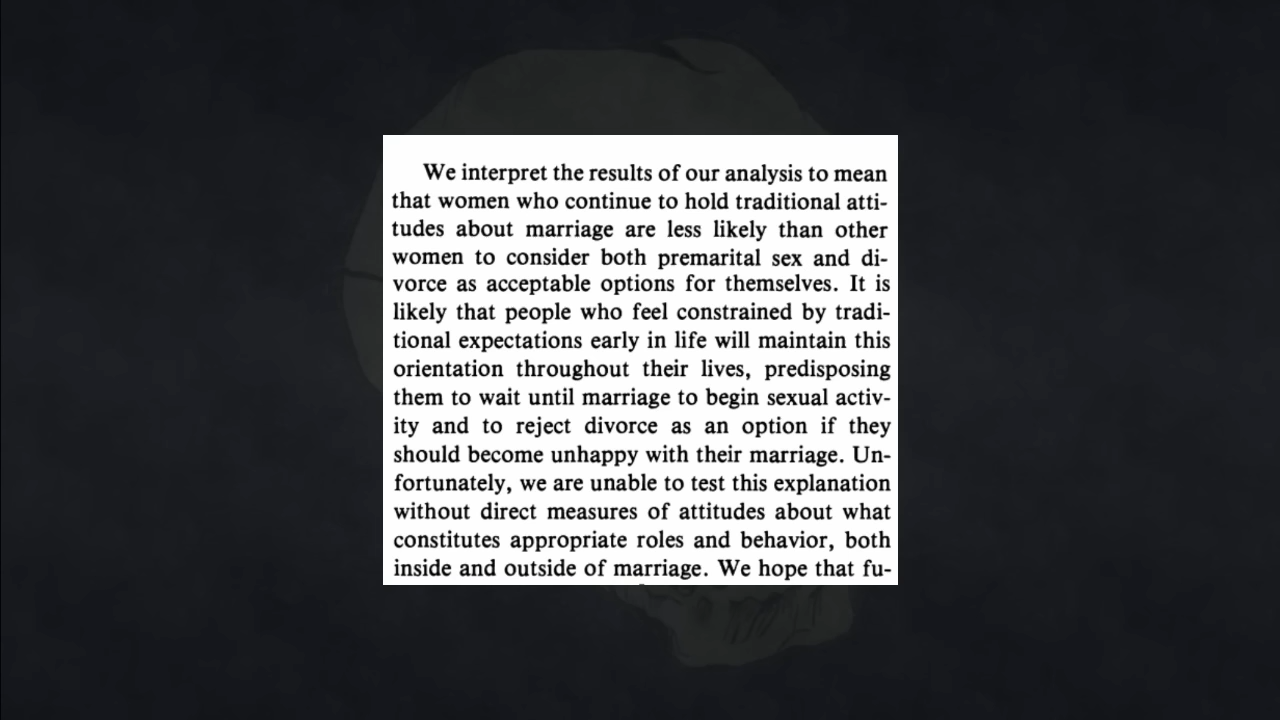 We interpret the results of our analysis to mean
that women who continue to hold traditional atti-
tudes about marriage are less likely than other
women to consider both premarital sex and di-
vorce as acceptable options for themselves. It is
likely that people who feel constrained by tradi-
tional expectations early in life will maintain this
orientation throughout their lives, predisposing
them to wait until marriage to begin sexual activ-
ity and to reject divorce as an option if they
should become unhappy with their marriage. Un-
fortunately, we are unable to test this explanation
without direct measures of attitudes about what
constitutes appropriate roles and behavior, both
inside and outside of marriage. We hope that fu-